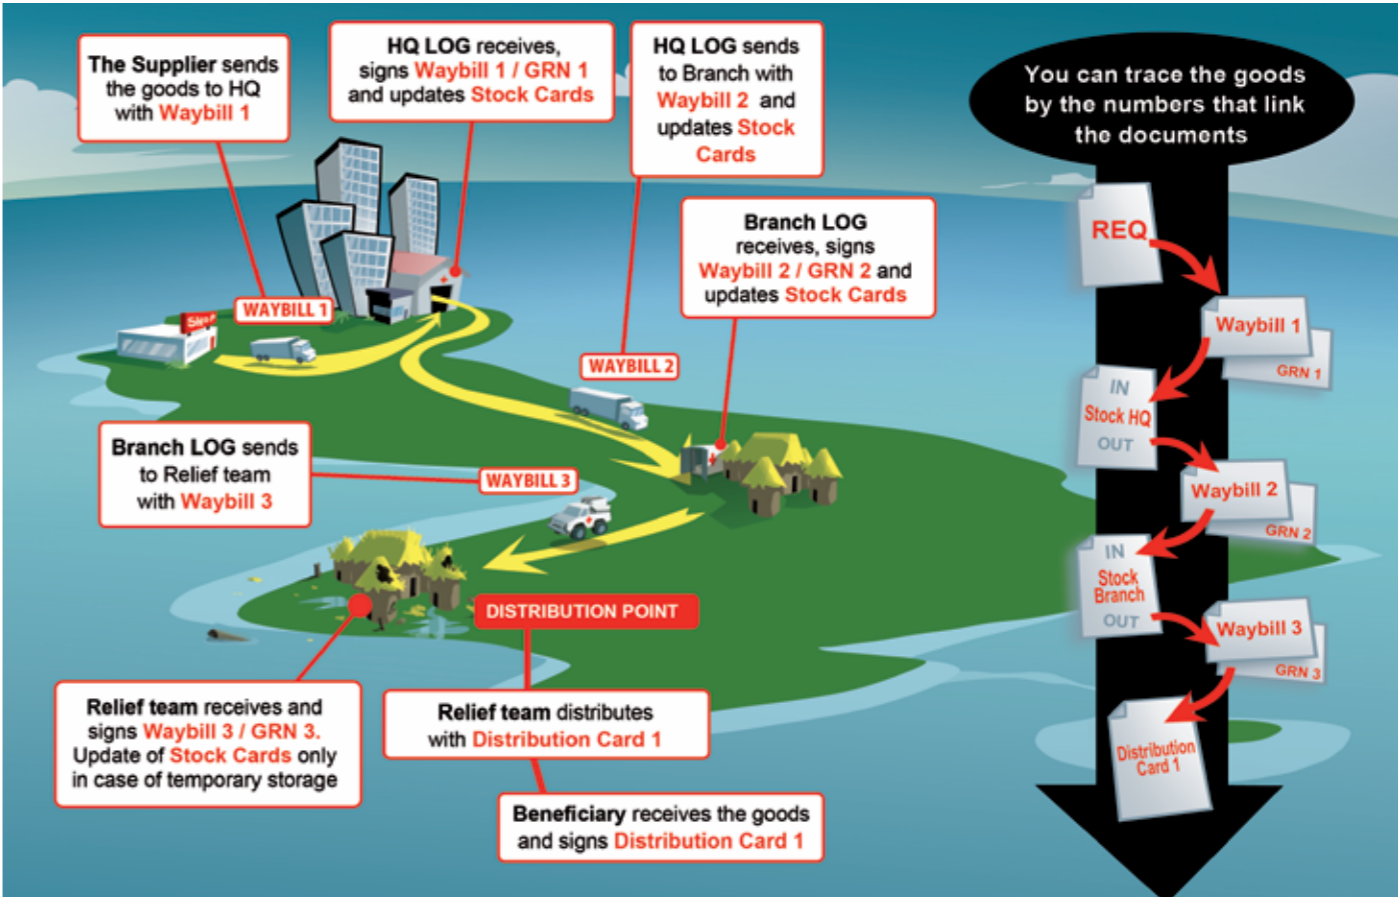 The Supplier sends
the goods to HQ
with Waybill 1
HQ LOG receives,
signs Waybill 1 / GRN 1
and updates Stock Cards
HQ LOG sends
to Branch with
Waybill 2 and
updates Stock
Cards
Branch LOG
receives, signs
Waybill 2 / GRN 2 and
updates Stock Cards
WAYBILL 1
WAYBILL 2
Branch LOG sends
to Relief team
with Waybill 3
WAYBILL 3
DISTRIBUTION POINT
Relief team receives and
signs Waybill 3 / GRN 3.
Update of Stock Cards only
in case of temporary storage
Relief team distributes
with Distribution Card 1
Beneficiary receives the goods
and signs Distribution Card 1
You can trace the goods
by the numbers that link
the documents
REQ
Waybill 1
GRN 1
IN
Stock HQ
OUT
Waybill 2
GRN 2
IN
Stock
Branch
OUT
Waybill 3
GRN 3
Distribution
Card 1